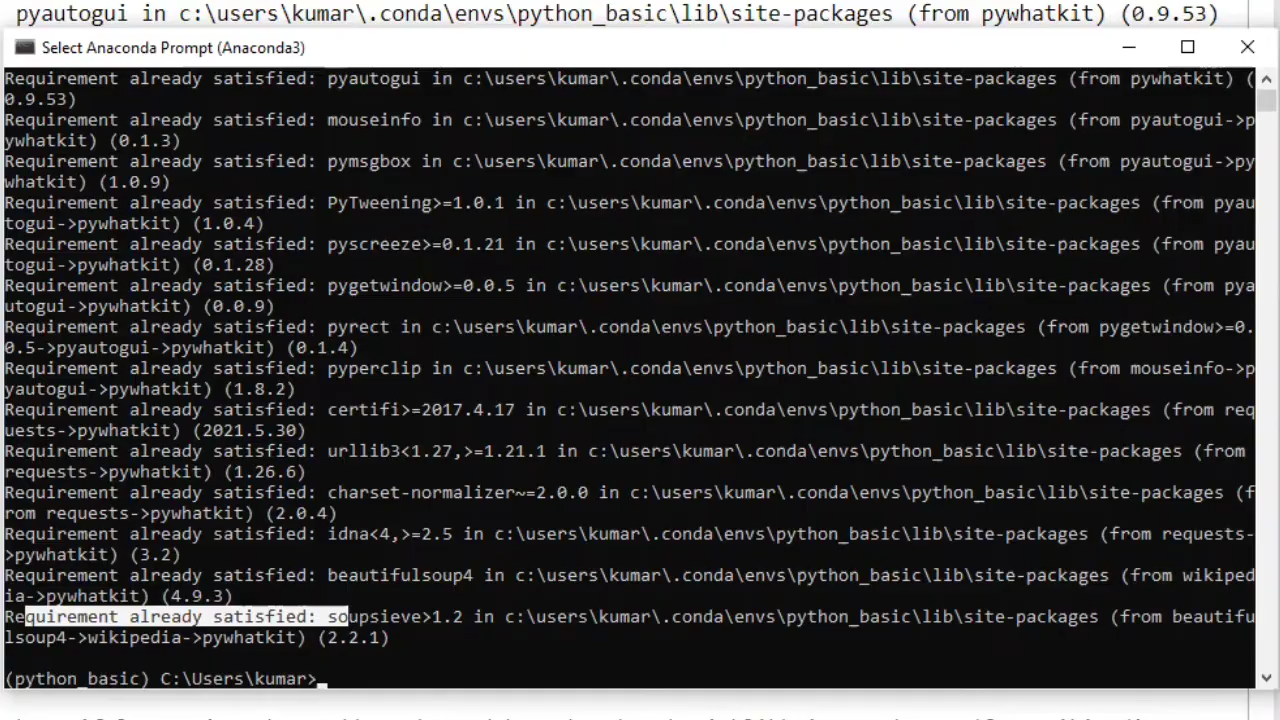 pyautogui in c:\users\kumar\.conda\envs\python_basic\lib\site-packages (from pywhatkit) (0.9.53)
Select Anaconda Prompt (Anaconda3)
Requirement already satisfied: pyautogui in c:\users\kumar\.conda\envs\python_basic\lib\site-packages (from pywhatkit) (
0.9.53)
Requirement already satisfied: mouseinfo in c:\users\kumar\.conda\envs\python_basic\lib\site-packages (from pyautogui->p
ywhatkit) (0.1.3)
Requirement already satisfied: pymsgbox in c:\users\kumar\.conda\envs\python_basic\lib\site-packages (from pyautogui->py
whatkit) (1.0.9)
Requirement already satisfied: PyTweening>=1.0.1 in c:\users\kumar\.conda\envs\python_basic\lib\site-packages (from pyau
togui->pywhatkit) (1.0.4)
Requirement already satisfied: pyscreeze>=0.1.21 in c:\users\kumar\.conda\envs\python_basic\lib\site-packages (from pyau
togui->pywhatkit) (0.1.28)
Requirement already satisfied: pygetwindow>=0.0.5 in c:\users\kumar\.conda\envs\python_basic\lib\site-packages (from pya
utogui->pywhatkit) (0.0.9)
Requirement already satisfied: pyrect in c:\users\kumar\.conda\envs\python_basic\lib\site-packages (from pygetwindow>=0.
0.5->pyautogui->pywhatkit) (0.1.4)
Requirement already satisfied: pyperclip in c:\users\kumar\.conda\envs\python_basic\lib\site-packages (from mouseinfo->p
yautogui->pywhatkit) (1.8.2)
Requirement already satisfied: certifi>=2017.4.17 in c:\users\kumar\.conda\envs\python_basic\lib\site-packages (from req
uests->pywhatkit) (2021.5.30)
Requirement already satisfied: urllib3<1.27,>=1.21.1 in c:\users\kumar\.conda\envs\python_basic\lib\site-packages (from
requests->pywhatkit) (1.26.6)
Requirement already satisfied: charset-normalizer~=2.0.0 in c:\users\kumar\.conda\envs\python_basic\lib\site-packages (f
rom requests->pywhatkit) (2.0.4)
Requirement already satisfied: idna<4,>=2.5 in c:\users\kumar\.conda\envs\python_basic\lib\site-packages (from requests-
>pywhatkit) (3.2)
Requirement already satisfied: beautifulsoup4 in c:\users\kumar\.conda\envs\python_basic\lib\site-packages (from wikiped
ia->pywhatkit) (4.9.3)
Requirement already satisfied: soupsieve>1.2 in c:\users\kumar\.conda\envs\python_basic\lib\site-packages (from beautifu
lsoup4->wikipedia->pywhatkit) (2.2.1)
(python_basic) C:\Users\kumar>